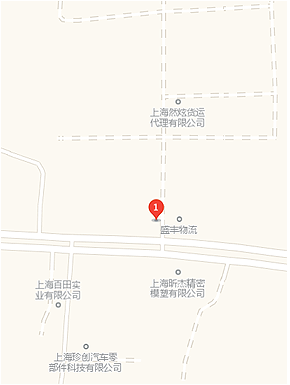 上海然炫货运
代理有限公司
1
盛丰物流
上海百田实
业有限公司
上海昕杰精密
模塑有限公司
上海珍创汽车零
部件科技有限公司